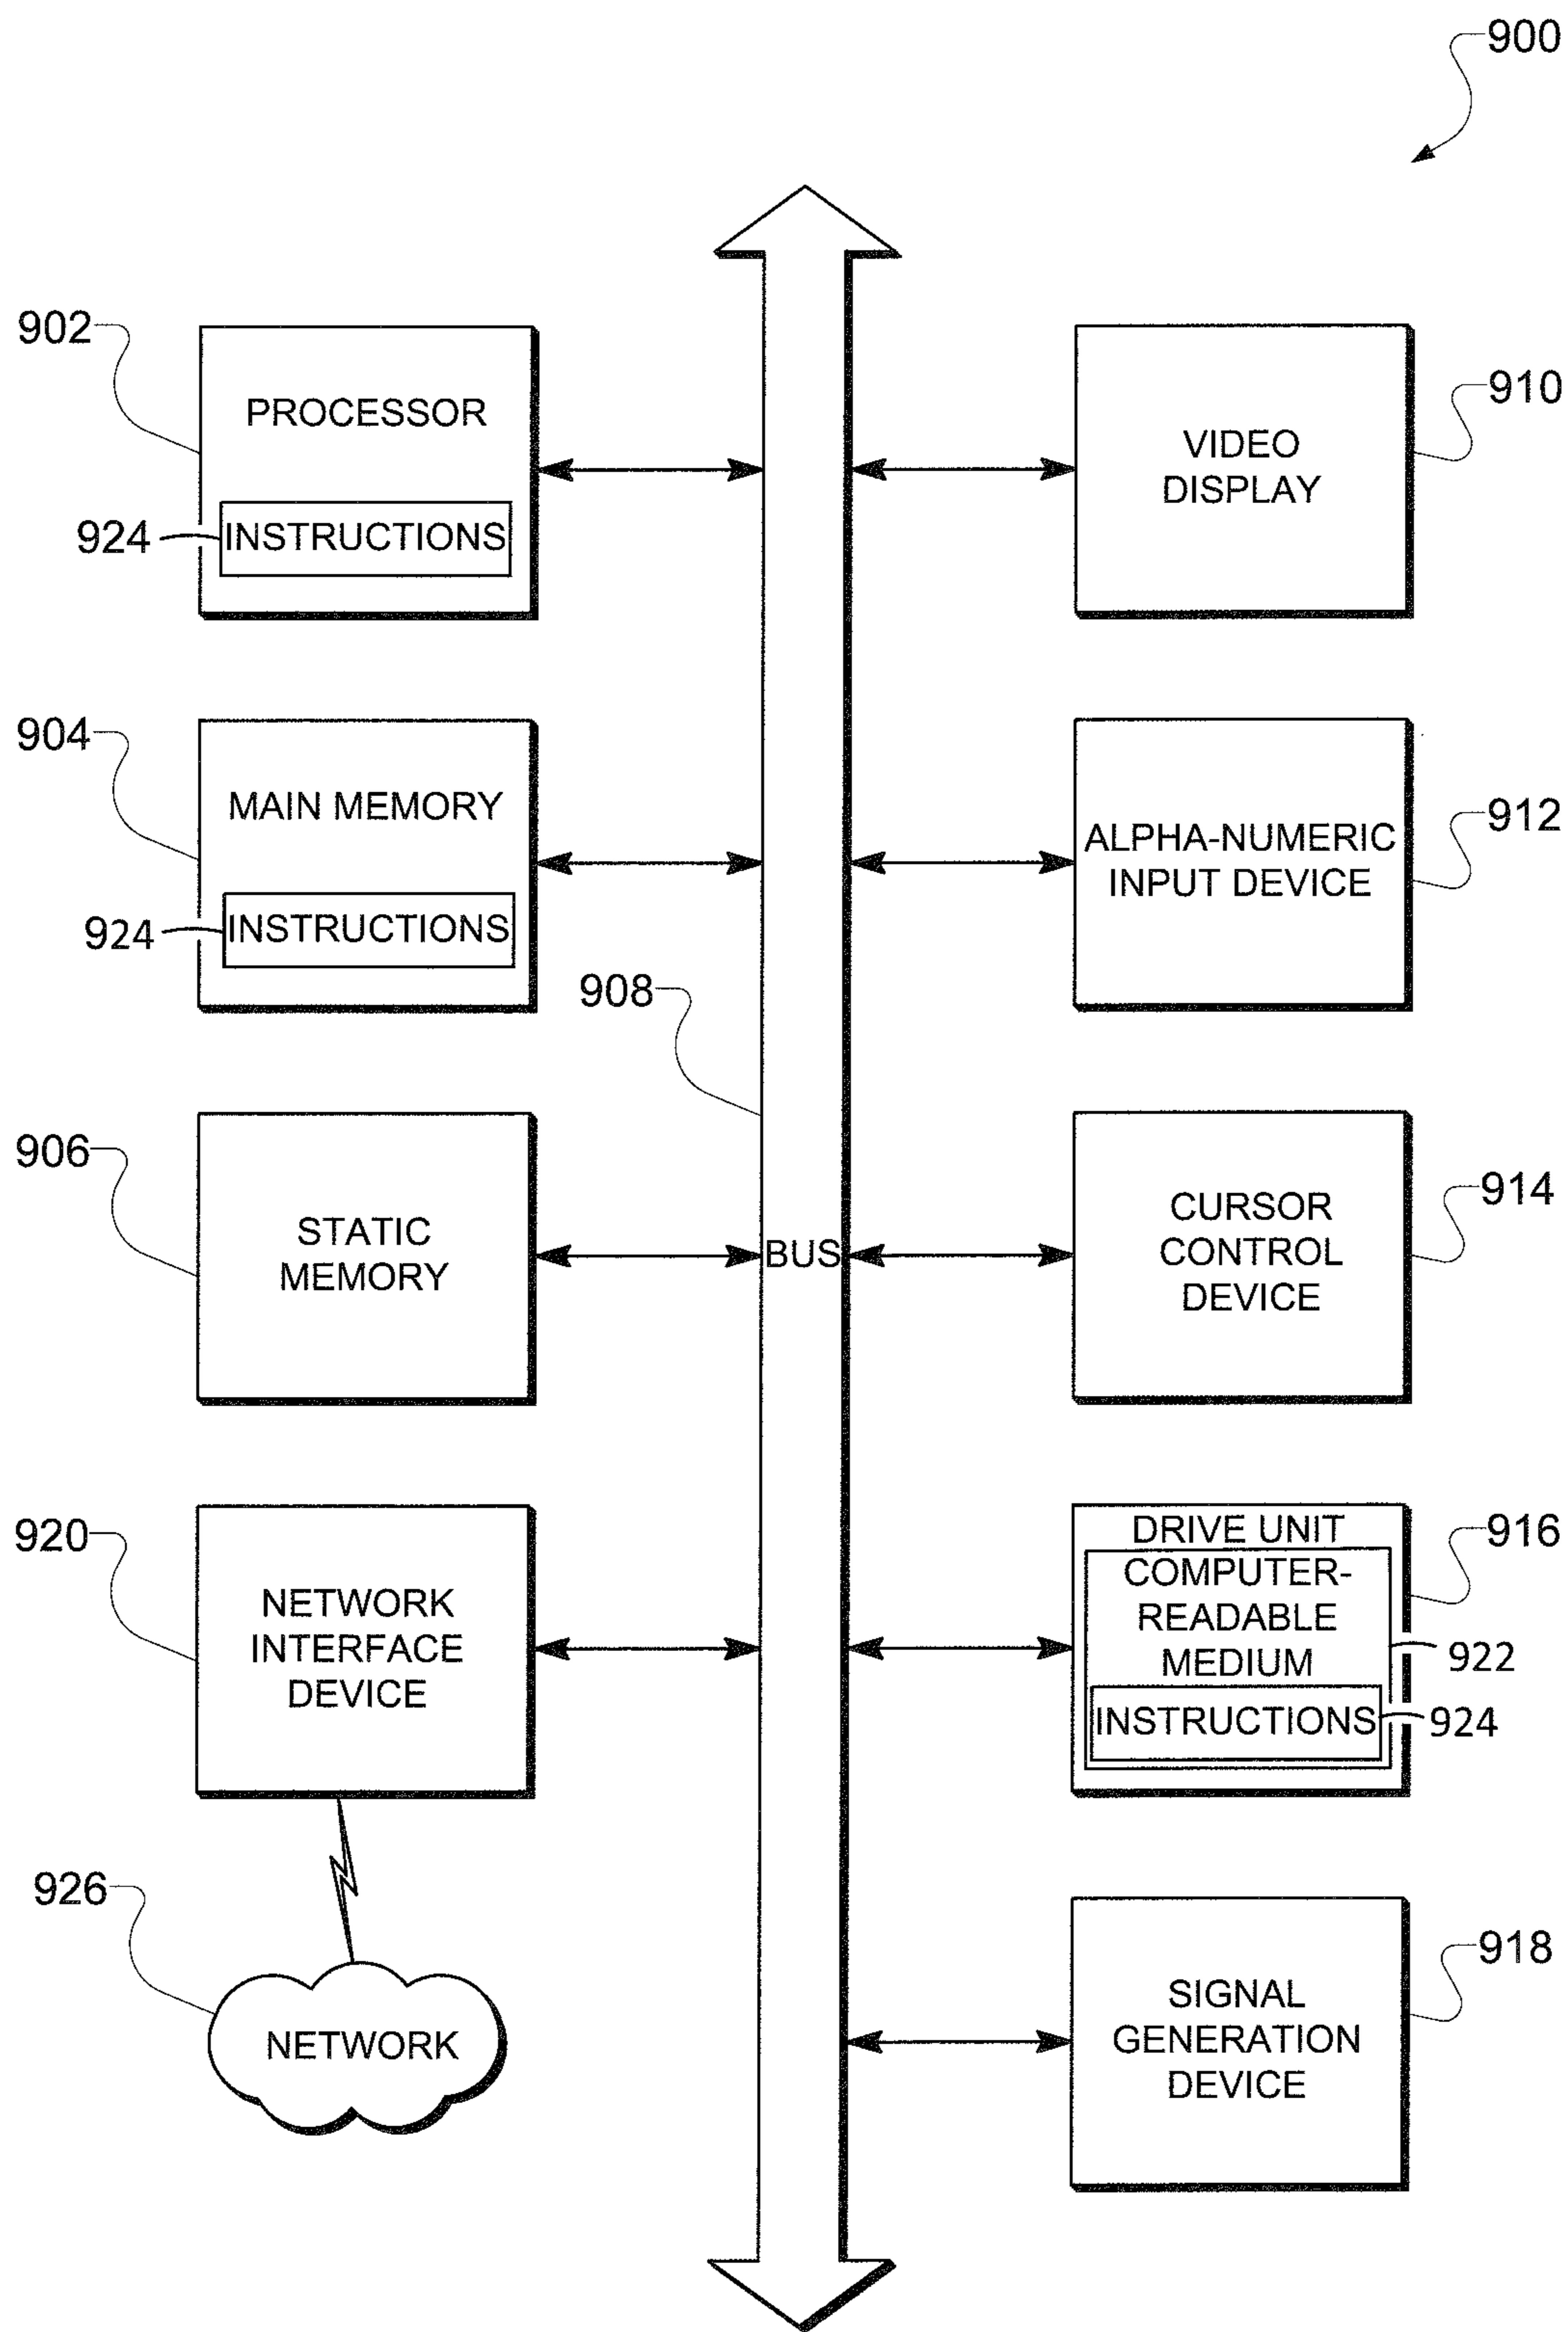 900
902
PROCESSOR
924
INSTRUCTIONS
910
VIDEO
DISPLAY
904
MAIN MEMORY
924
INSTRUCTIONS
912
ALPHA-NUMERIC
INPUT DEVICE
908
906
STATIC
MEMORY
BUS
914
CURSOR
CONTROL
DEVICE
920
NETWORK
INTERFACE
DEVICE
916
DRIVE UNIT
COMPUTER-
READABLE
MEDIUM
922
INSTRUCTIONS
924
926
NETWORK
918
SIGNAL
GENERATION
DEVICE